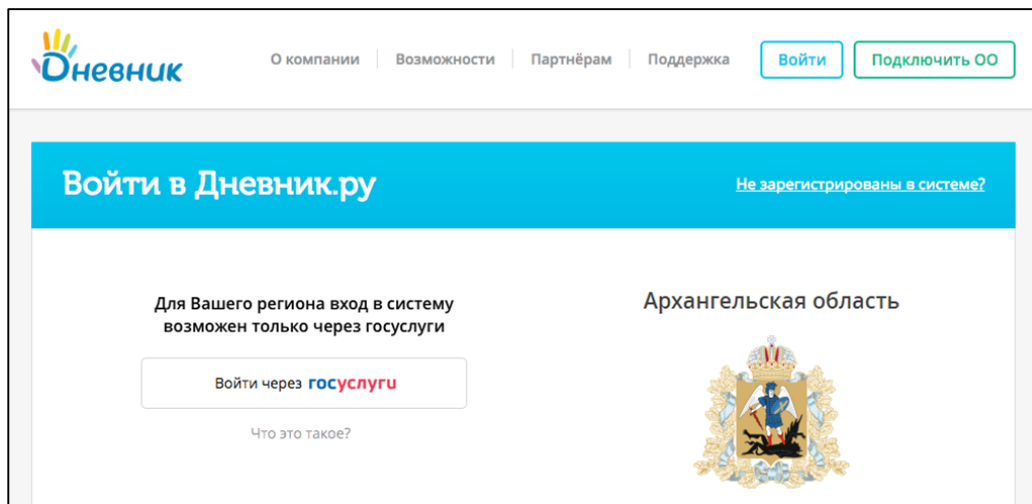 Дневник
О компании
Возможности
Партнёрам
Поддержка
Войти
Подключить ОО
Войти в Дневник.ру
Не зарегистрированы в системе?
Для Вашего региона вход в систему
возможен только через госуслуги
Войти через госуслуги
Что это такое?
Архангельская область